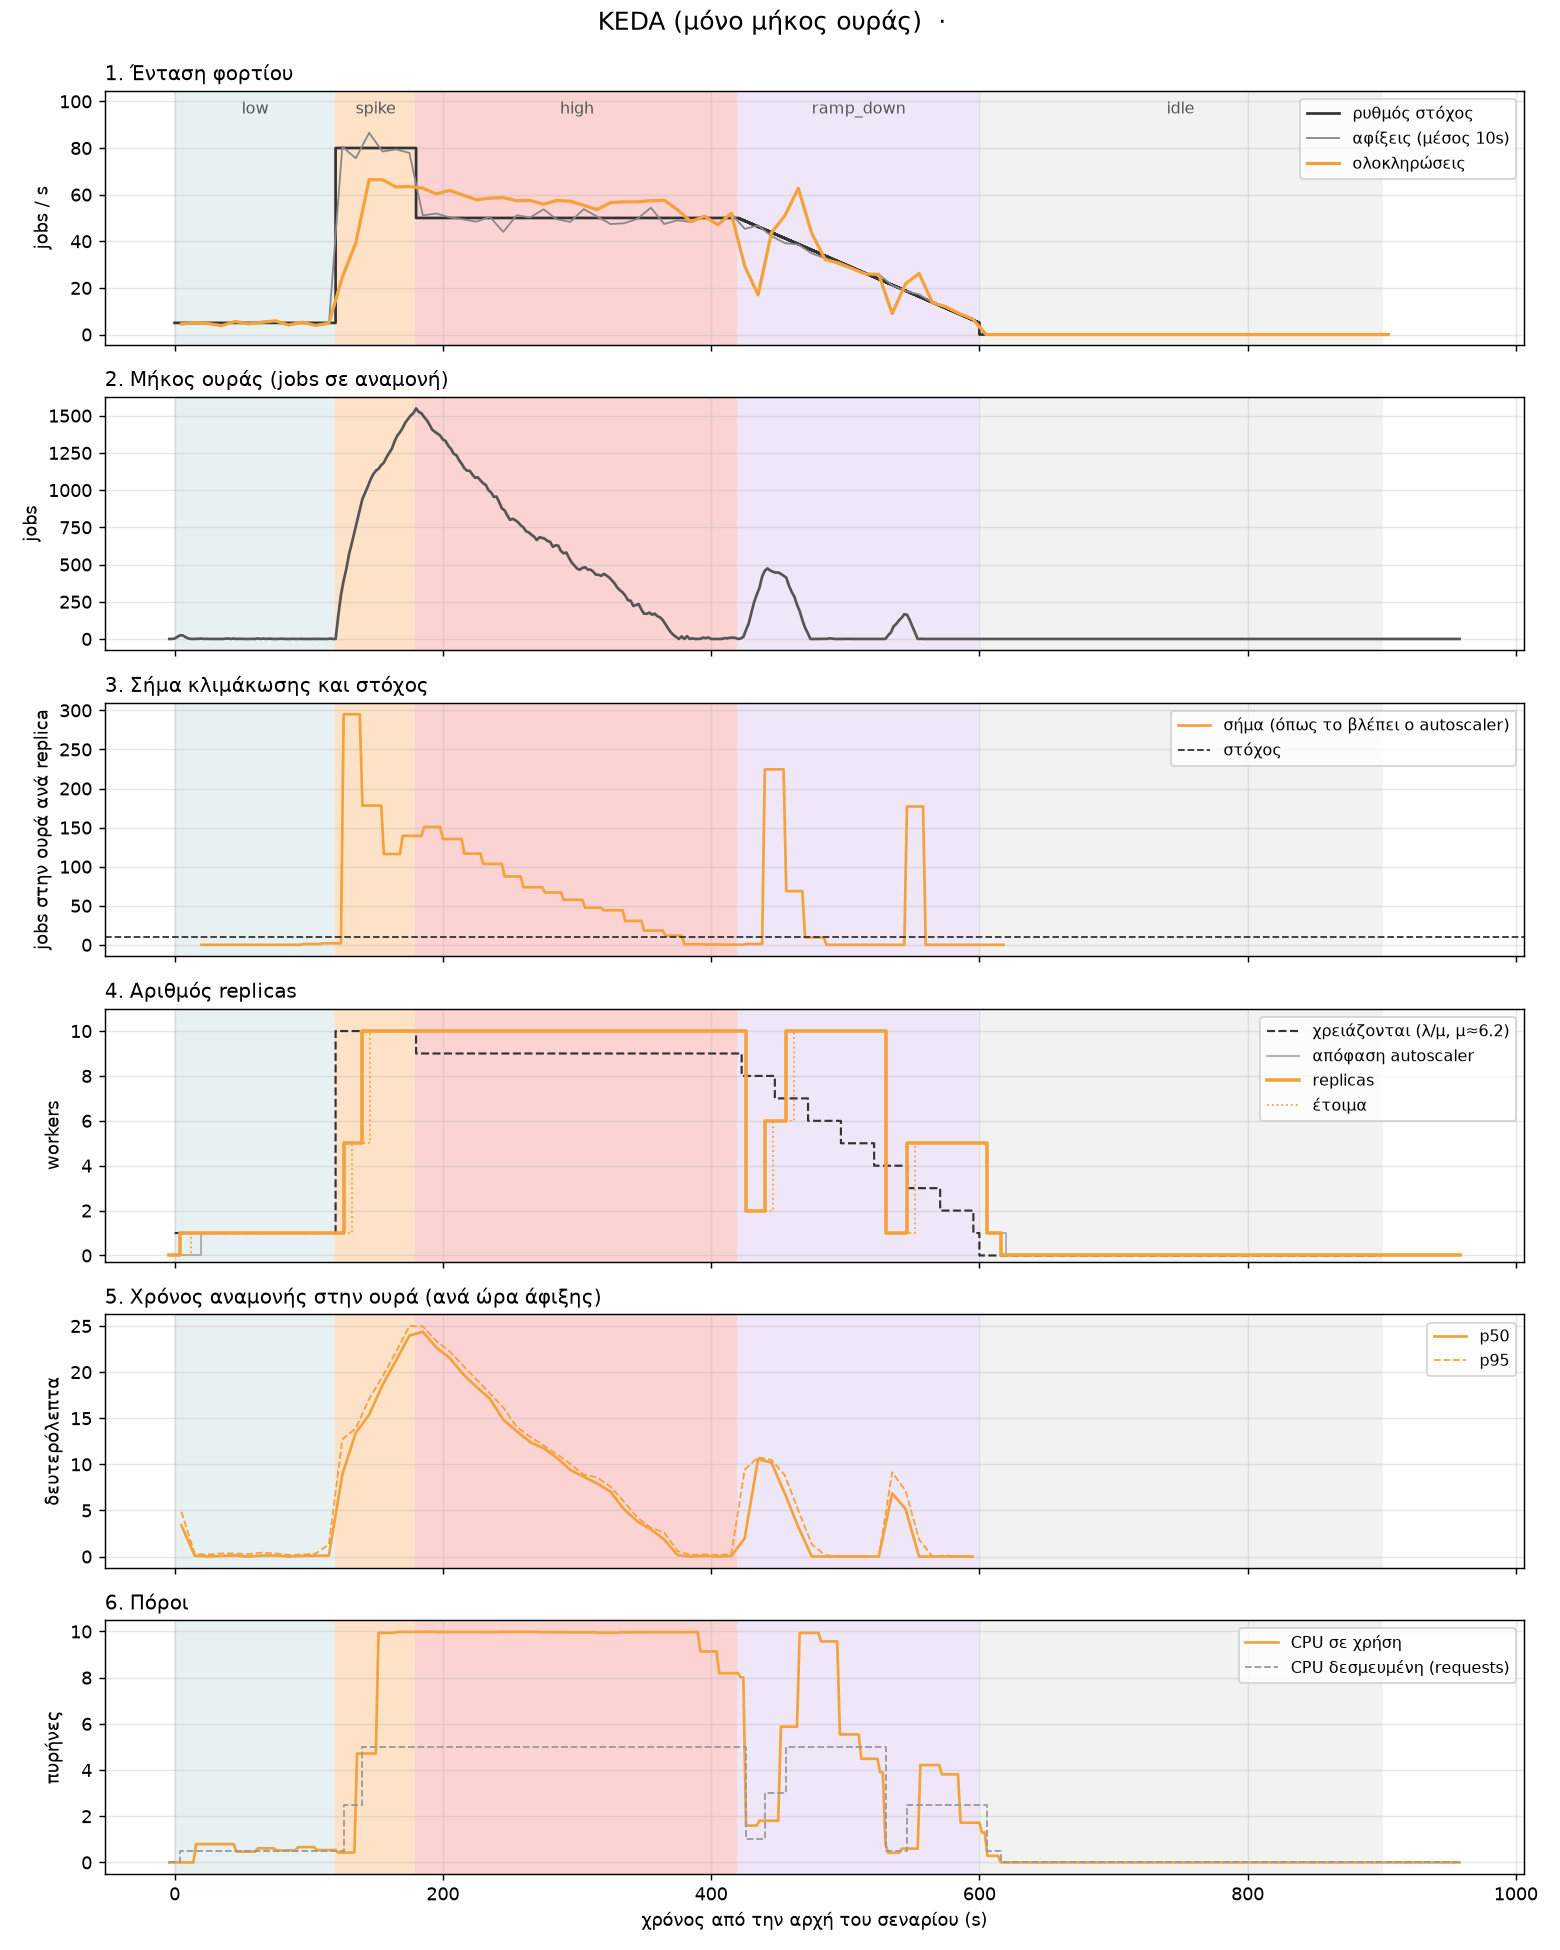 KEDA (μόνο μήκος ουράς)  ·
1. Ένταση φορτίου
low
spike
high
ramp_down
idle
ρυθμός στόχος
αφίξεις (μέσος 10s)
ολοκληρώσεις
jobs / s
100
80
60
40
20
0
2. Μήκος ουράς (jobs σε αναμονή)
jobs
1500
1250
1000
750
500
250
0
3. Σήμα κλιμάκωσης και στόχος
σήμα (όπως το βλέπει ο autoscaler)
στόχος
jobs στην ουρά ανά replica
300
250
200
150
100
50
0
4. Αριθμός replicas
χρειάζονται (λ/μ, μ≈6.2)
απόφαση autoscaler
replicas
έτοιμα
workers
10
8
6
4
2
0
5. Χρόνος αναμονής στην ουρά (ανά ώρα άφιξης)
p50
p95
δευτερόλεπτα
25
20
15
10
5
0
6. Πόροι
CPU σε χρήση
CPU δεσμευμένη (requests)
πυρήνες
10
8
6
4
2
0
0 200 400 600 800 1000
χρόνος από την αρχή του σεναρίου (s)